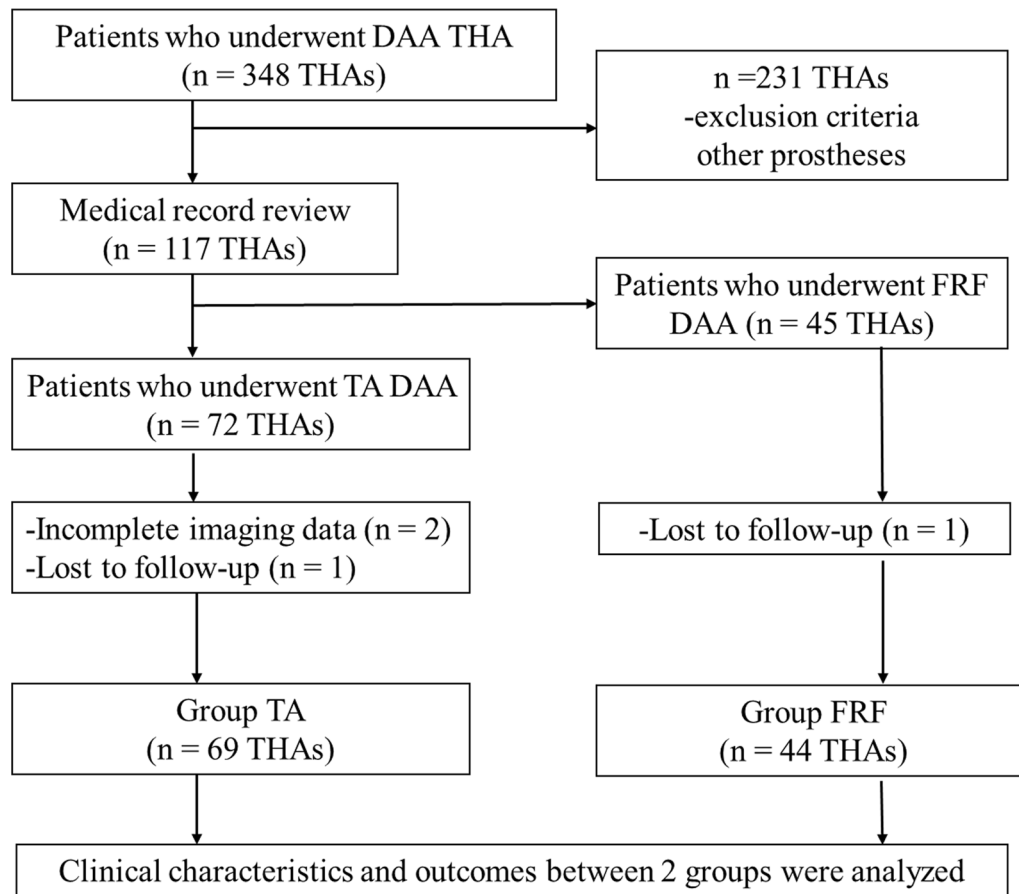 Patients who underwent DAA THA
(n = 348 THAs)
n =231 THAs
-exclusion criteria
other prostheses
Medical record review
(n = 117 THAs)
Patients who underwent FRF
DAA (n = 45 THAs)
Patients who underwent TA DAA
(n = 72 THAs)
-Incomplete imaging data (n = 2)
-Lost to follow-up (n = 1)
-Lost to follow-up (n = 1)
Group TA
(n = 69 THAs)
Group FRF
(n = 44 THAs)
Clinical characteristics and outcomes between 2 groups were analyzed